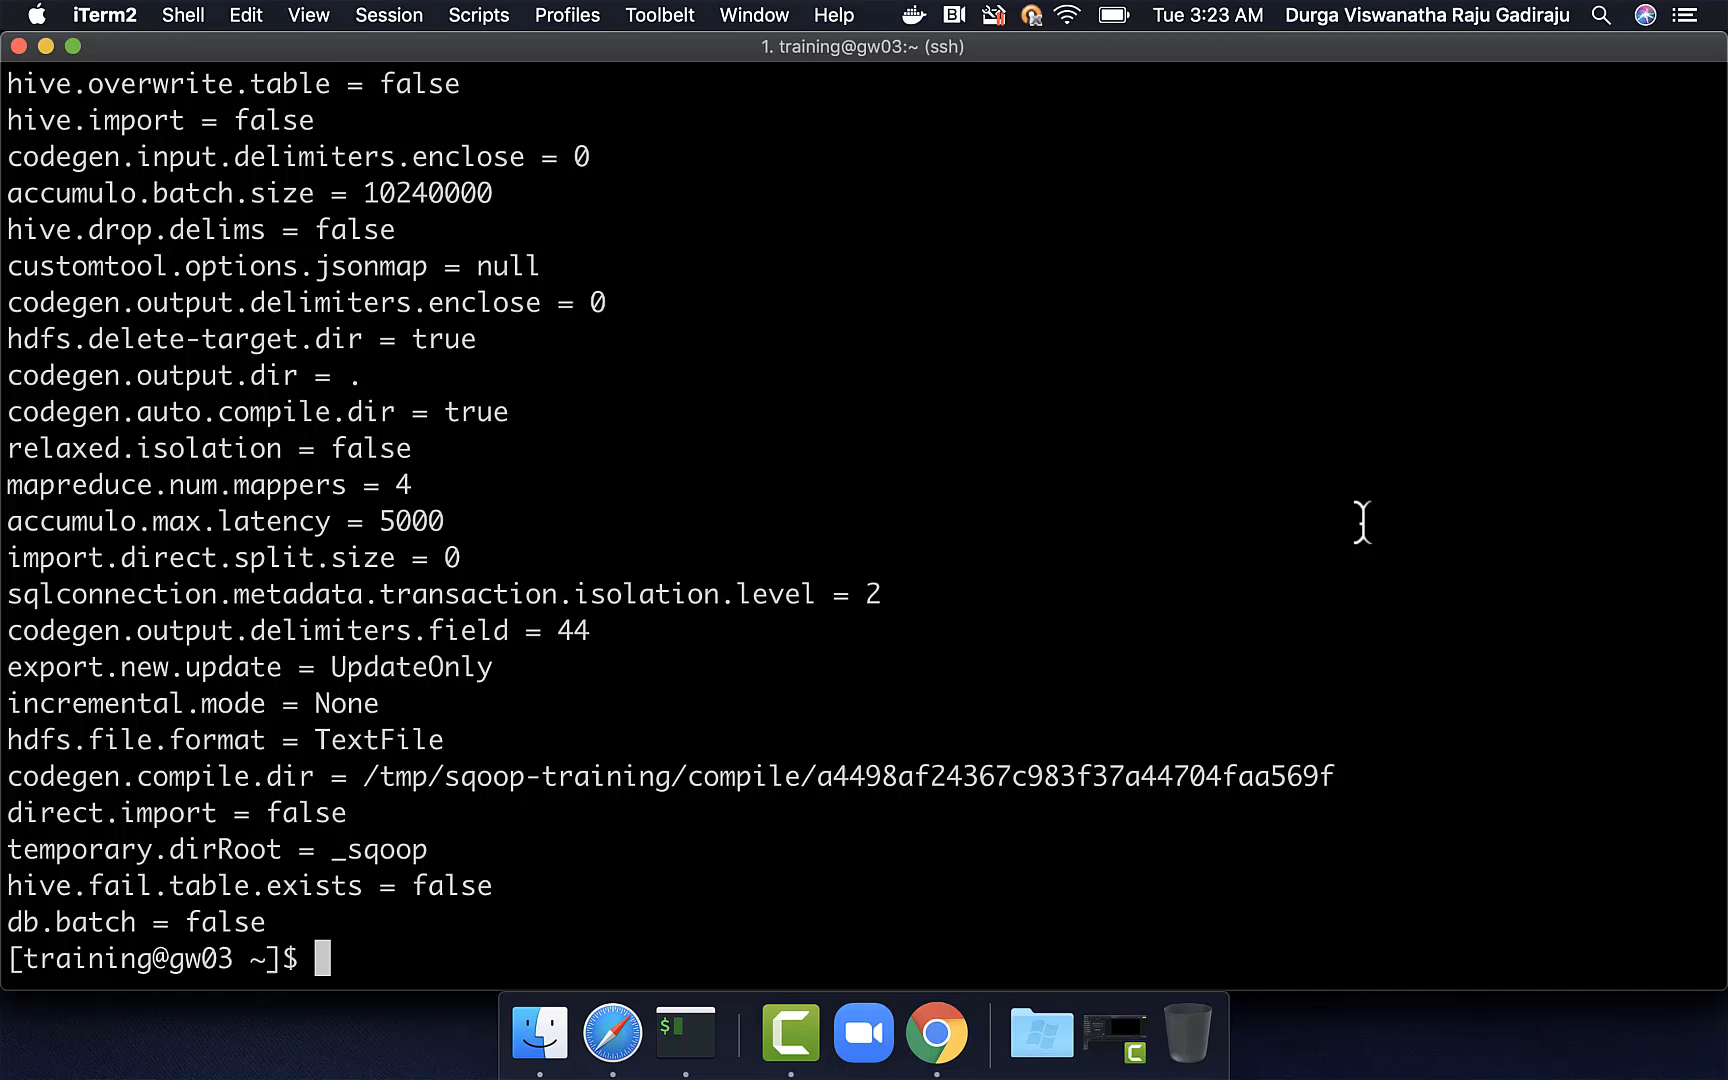 iTerm2 Shell Edit View Session Scripts Profiles Toolbelt Window Help Tue 3:23 AM Durga Viswanatha Raju Gadiraju
1. training@gw03:~ (ssh)
hive.overwrite.table = false
hive.import = false
codegen.input.delimiters.enclose = 0
accumulo.batch.size = 10240000
hive.drop.delims = false
customtool.options.jsonmap = null
codegen.output.delimiters.enclose = 0
hdfs.delete-target.dir = true
codegen.output.dir = .
codegen.auto.compile.dir = true
relaxed.isolation = false
mapreduce.num.mappers = 4
accumulo.max.latency = 5000
import.direct.split.size = 0
sqlconnection.metadata.transaction.isolation.level = 2
codegen.output.delimiters.field = 44
export.new.update = UpdateOnly
incremental.mode = None
hdfs.file.format = TextFile
codegen.compile.dir = /tmp/sqoop-training/compile/a4498af24367c983f37a44704faa569f
direct.import = false
temporary.dirRoot = _sqoop
hive.fail.table.exists = false
db.batch = false
[training@gw03 ~]$